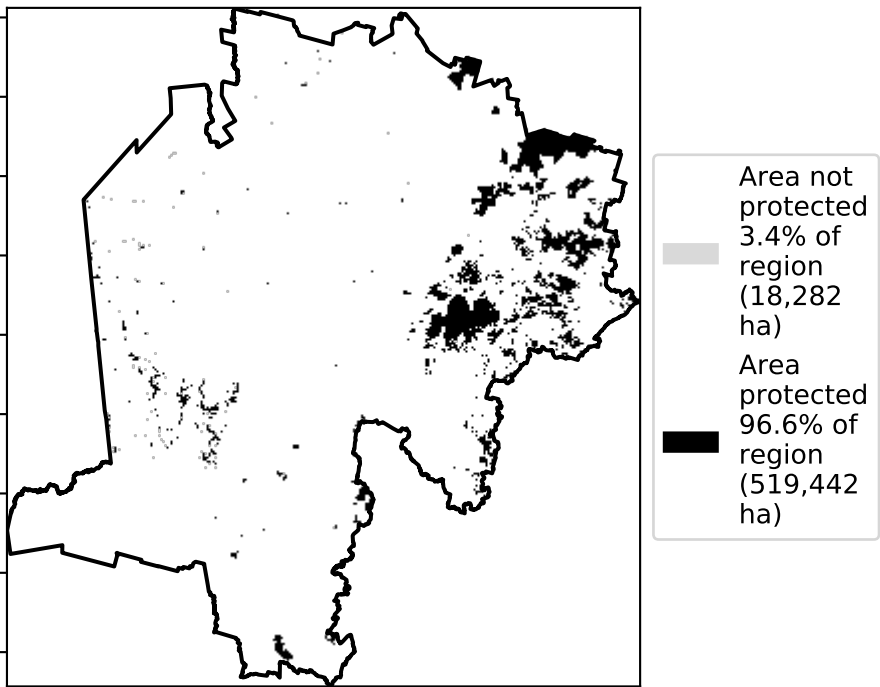 Area not
protected
3.4% of
region
(18,282
ha)
Area
protected
96.6% of
region
(519,442
ha)